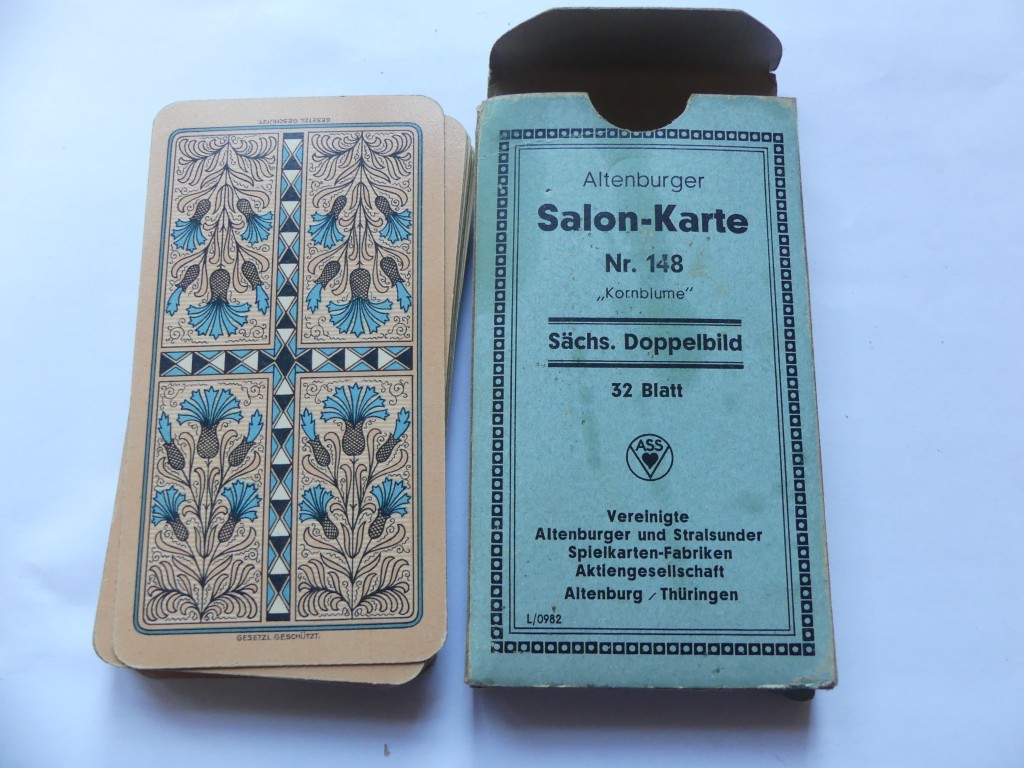 GESETZL. GESCHÜTZT.
GESETZL. GESCHÜTZT.
Altenburger
Salon-Karte
Nr. 148
„Kornblume"
Sächs. Doppelbild
32 Blatt
ASS
Vereinigte
Altenburger und Stralsunder
Spielkarten-Fabriken
Aktiengesellschaft
Altenburg / Thüringen
L/0982